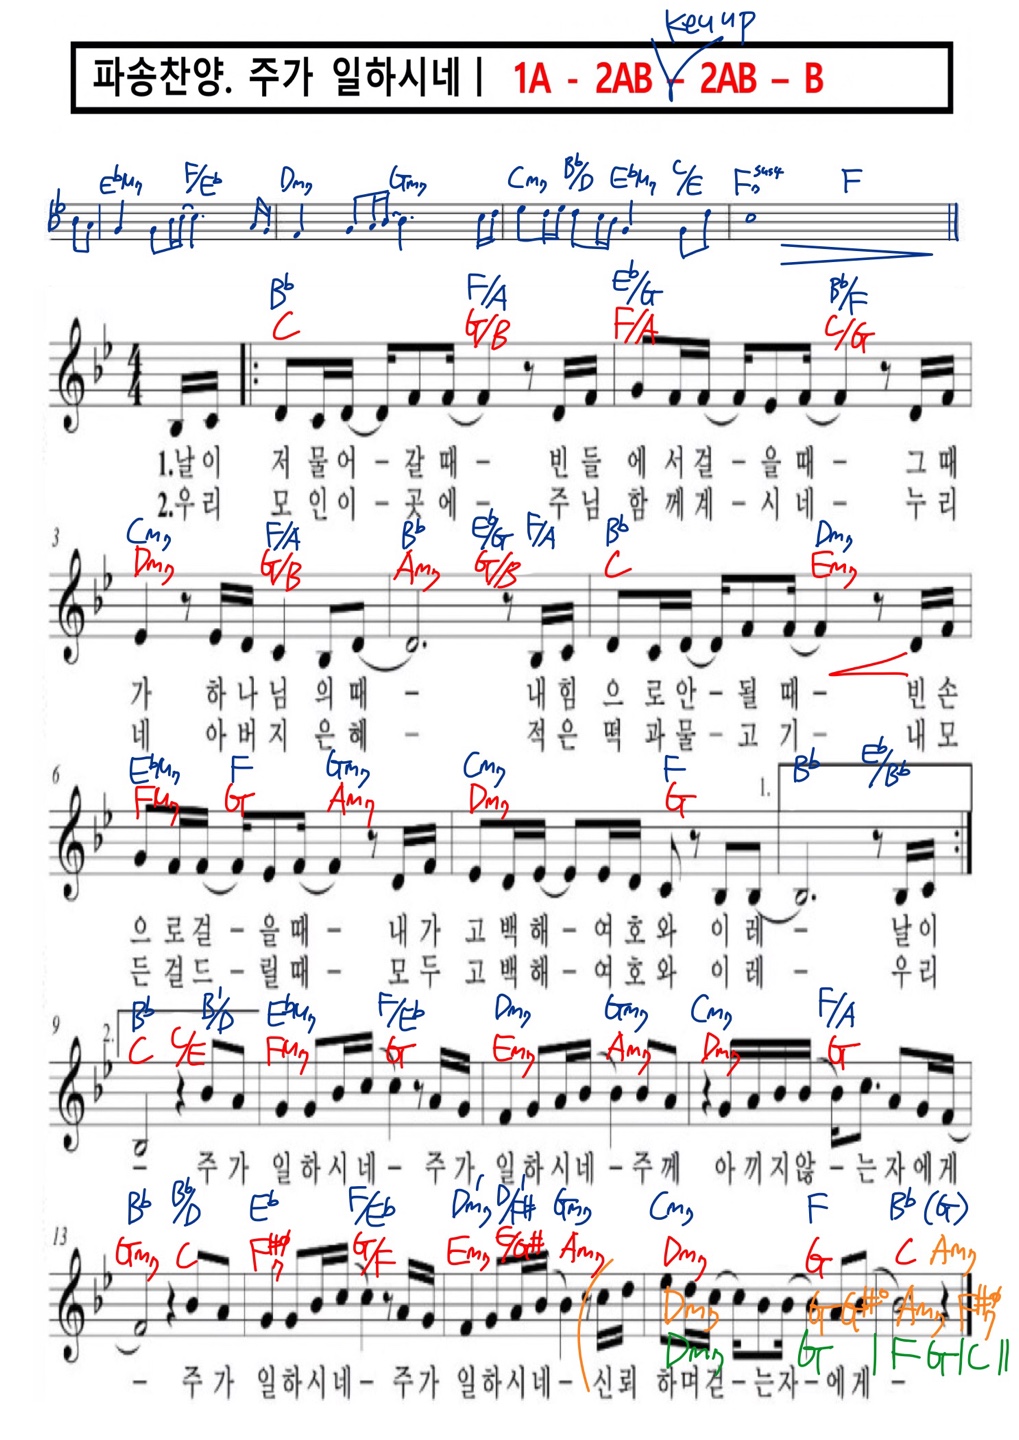 Key up
파송찬양. 주가 일하시네 | 1A - 2AB - 2AB – B
E♭M7 F/E♭ Dm7 Gm7 Cm7 B♭/D E♭M7 C/E F7sus4 F
B♭ F/A E♭/G B♭/F
C G/B F/A C/G
1.날이 저 물어 - 갈 때 - 빈 들 에 서 걸 - 을 때 - 그 때
2.우리 모 인 이 - 곳 에 - 주 님 함 께 계 - 시 네 - 누 리
3
Cm7 F/A B♭ E♭/G F/A B♭ Dm7
Dm7 G/B Am7 G/B C Em7
가 하 나 님 의 때 - 내 힘 으 로 안 - 될 때 - 빈 손
네 아 버 지 은 혜 - 적 은 떡 과 물 - 고 기 - 내 모
6
E♭M7 F Gm7 Cm7 F 1. B♭ E♭/B♭
FM7 G Am7 Dm7 G
으 로 걸 - 을 때 - 내 가 고 백 해 - 여 호 와 이 레 - 날 이
든 걸 드 - 릴 때 - 모 두 고 백 해 - 여 호 와 이 레 - 우 리
9
B♭ B♭/D E♭M7 F/E♭ Dm7 Gm7 Cm7 F/A
2. C C/E FM7 G Em7 Am7 Dm7 G
- 주 가 일 하 시 네 - 주 가 일 하 시 네 - 주 께 아 끼 지 않 - 는 자 에 게
B♭ B♭/D E♭ F/E♭ Dm7 D/F# Gm7 Cm7 F B♭ (G)
13
Gm7 C F#ø7 G/F Em7 E/G# Am7 Dm7 G C Am7
Dm7 G G#° Am7 F#ø7
Dm7 G | F G | C ||
- 주 가 일 하 시 네 - 주 가 일 하 시 네 - 신 뢰 하 며 걷 - 는 자 - 에 게 -